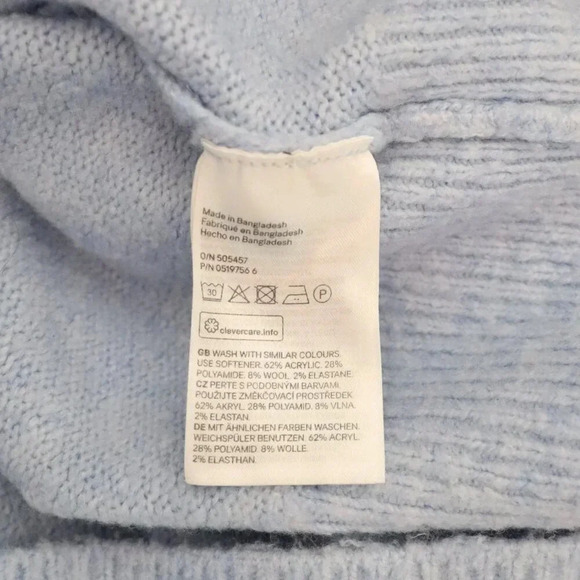 Made in Bangladesh
Fabriqué en Bangladesh
Hecho en Bangladesh
O/N 505457
P/N 0519756 6
30 P
clevercare.info
GB WASH WITH SIMILAR COLOURS.
USE SOFTENER. 62% ACRYLIC. 28%
POLYAMIDE. 8% WOOL. 2% ELASTANE.
CZ PERTE S PODOBNÝMI BARVAMI.
POUŽIJTE ZMĚKČOVACÍ PROSTŘEDEK.
62% AKRYL. 28% POLYAMID. 8% VLNA.
2% ELASTAN.
DE MIT ÄHNLICHEN FARBEN WASCHEN.
WEICHSPÜLER BENUTZEN. 62% ACRYL.
28% POLYAMID. 8% WOLLE.
2% ELASTHAN.